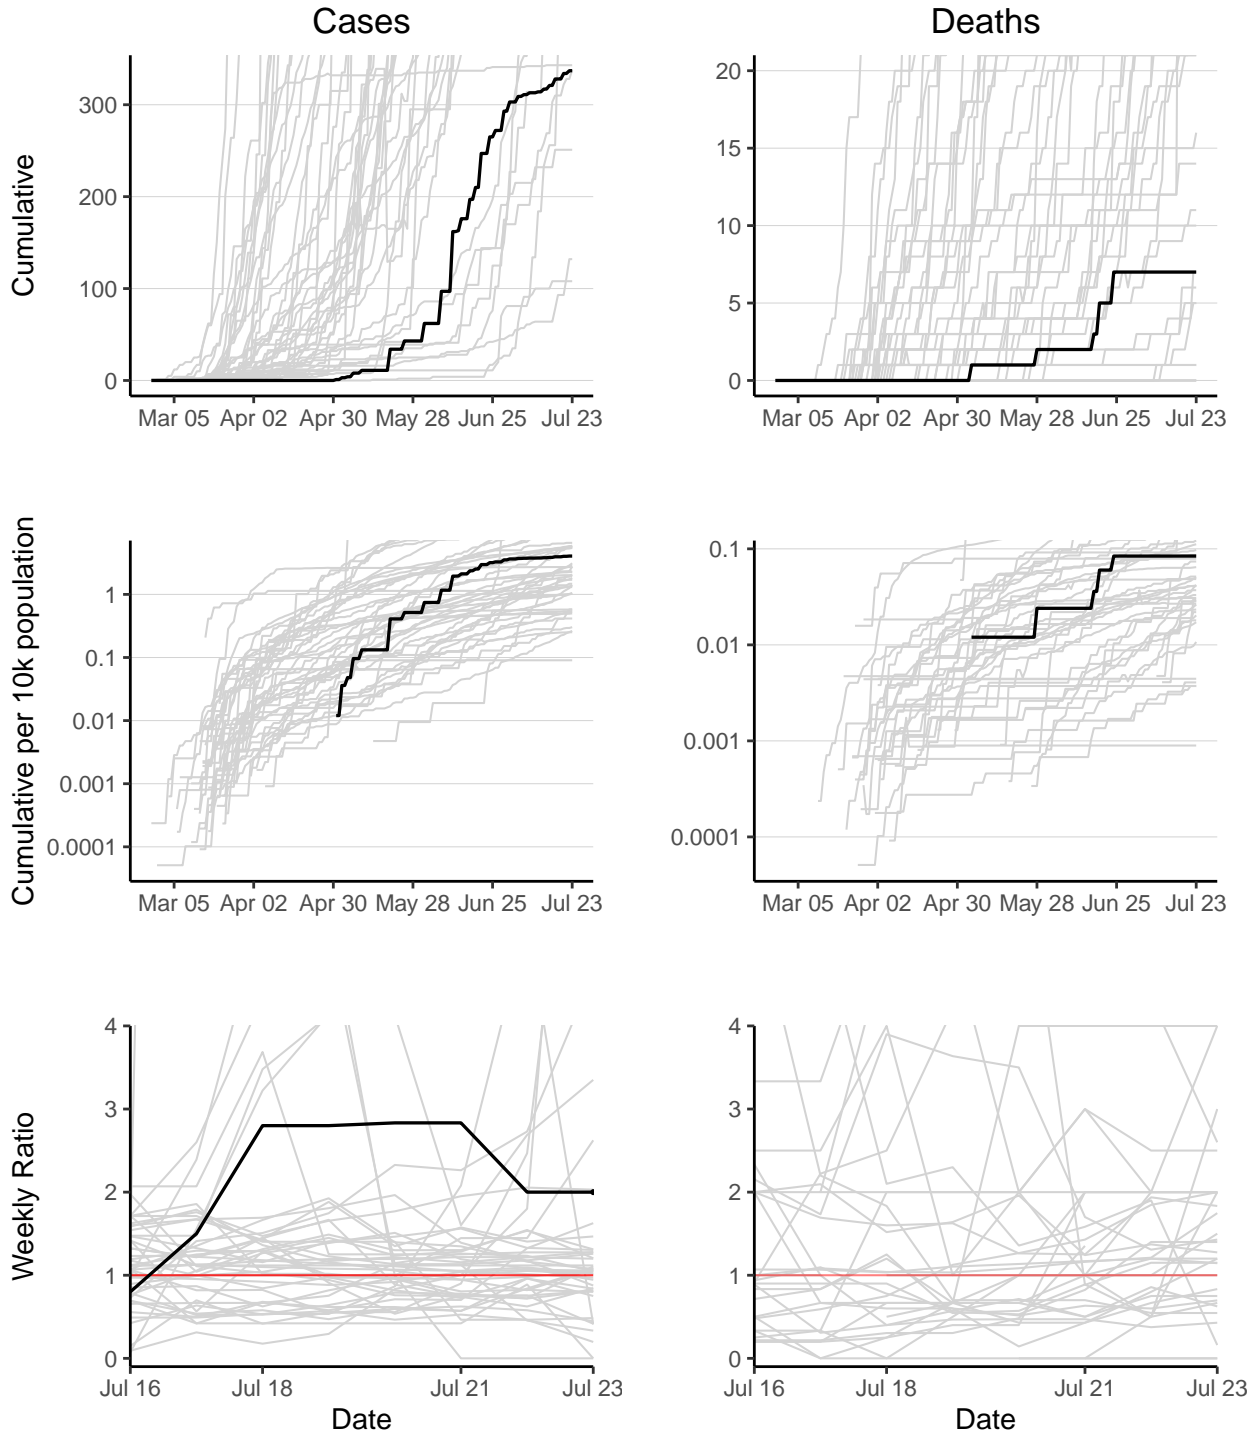 Cases
Deaths
Cumulative
300
200
100
0
Mar 05 Apr 02 Apr 30 May 28 Jun 25 Jul 23
20
15
10
5
0
Mar 05 Apr 02 Apr 30 May 28 Jun 25 Jul 23
Cumulative per 10k population
1
0.1
0.01
0.001
0.0001
Mar 05 Apr 02 Apr 30 May 28 Jun 25 Jul 23
0.1
0.01
0.001
0.0001
Mar 05 Apr 02 Apr 30 May 28 Jun 25 Jul 23
Weekly Ratio
4
3
2
1
0
Jul 16 Jul 18 Jul 21 Jul 23
Date
4
3
2
1
0
Jul 16 Jul 18 Jul 21 Jul 23
Date